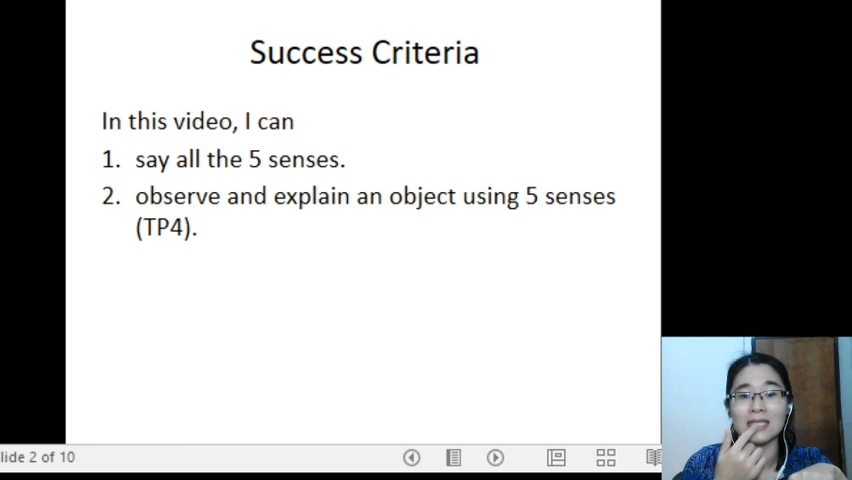 Success Criteria
In this video, I can
1. say all the 5 senses.
2. observe and explain an object using 5 senses
(TP4).
lide 2 of 10